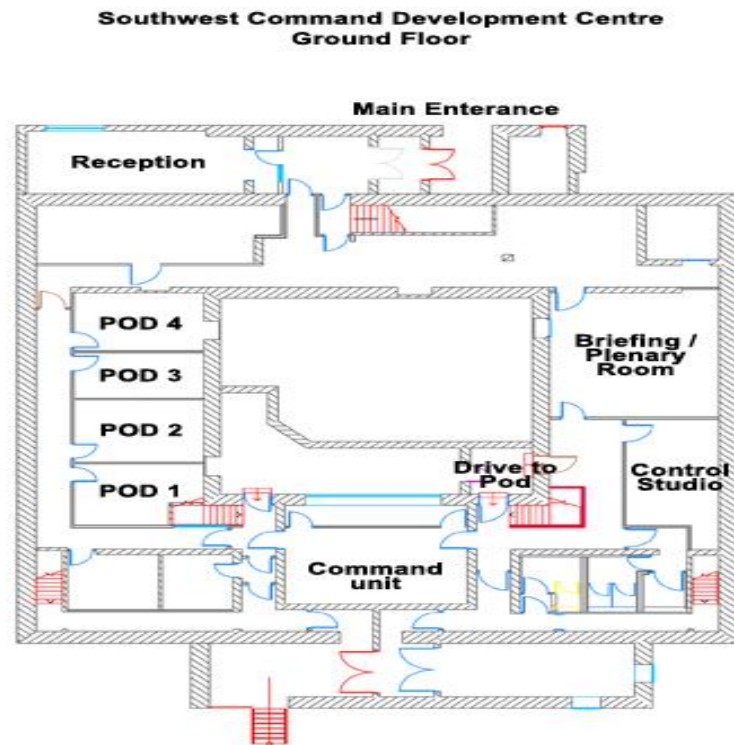 Southwest Command Development Centre
Ground Floor
Main Enterance
Reception
POD 4
Briefing /
Plenary
Room
POD 3
POD 2
Drive to
Pod
Control
Studio
POD 1
Command
unit